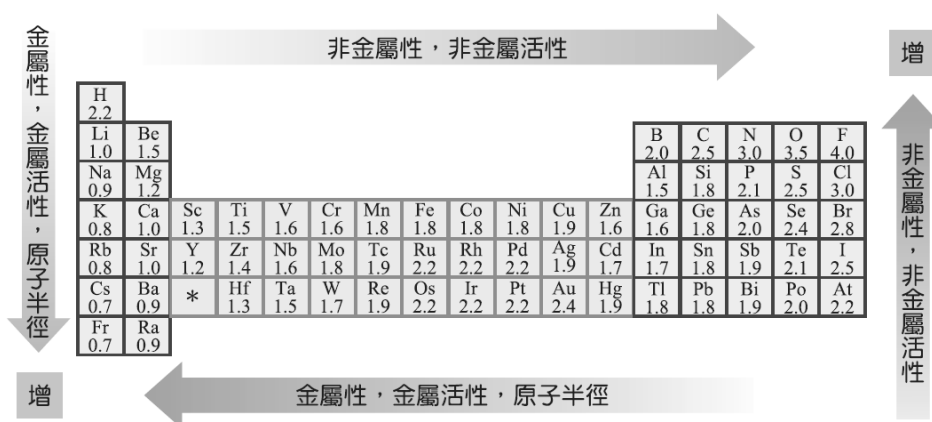 金屬性，金屬活性，原子半徑
增
非金屬性，非金屬活性
增
非金屬性，非金屬活性
H
2.2
Li Be B C N O F
1.0 1.5 2.0 2.5 3.0 3.5 4.0
Na Mg Al Si P S Cl
0.9 1.2 1.5 1.8 2.1 2.5 3.0
K Ca Sc Ti V Cr Mn Fe Co Ni Cu Zn Ga Ge As Se Br
0.8 1.0 1.3 1.5 1.6 1.6 1.8 1.8 1.8 1.8 1.9 1.6 1.6 1.8 2.0 2.4 2.8
Rb Sr Y Zr Nb Mo Tc Ru Rh Pd Ag Cd In Sn Sb Te I
0.8 1.0 1.2 1.4 1.6 1.8 1.9 2.2 2.2 2.2 1.9 1.7 1.7 1.8 1.9 2.1 2.5
Cs Ba * Hf Ta W Re Os Ir Pt Au Hg Tl Pb Bi Po At
0.7 0.9 1.3 1.5 1.7 1.9 2.2 2.2 2.2 2.4 1.9 1.8 1.8 1.9 2.0 2.2
Fr Ra
0.7 0.9
金屬性，金屬活性，原子半徑